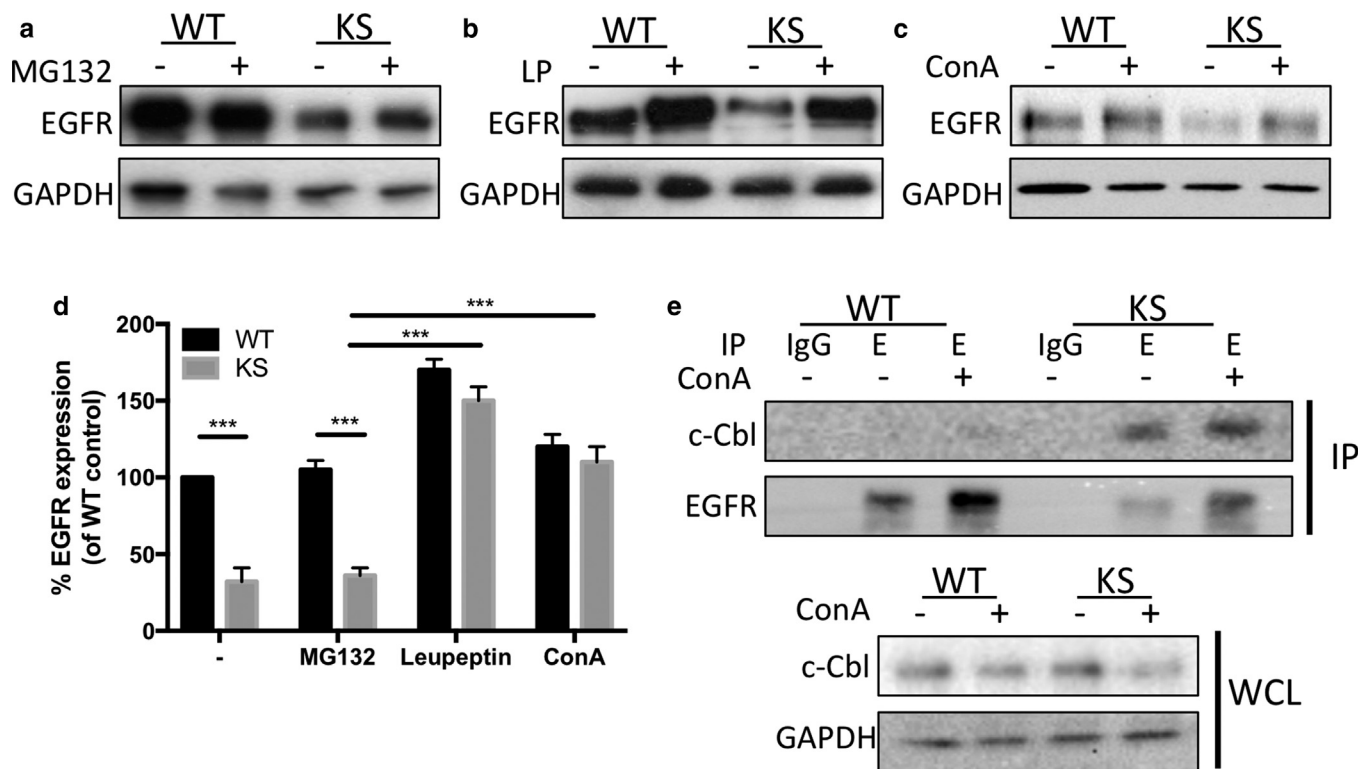 a
WT KS
MG132 - + - +
EGFR
GAPDH
b
WT KS
LP - + - +
EGFR
GAPDH
c
WT KS
ConA - + - +
EGFR
GAPDH
d
% EGFR expression
(of WT control)
200
150
100
50
0
WT
KS
***
***
***
***
- MG132 Leupeptin ConA
e
WT KS
IP IgG E E IgG E E
ConA - - + - - +
c-Cbl
EGFR
IP
WT KS
ConA - + - +
c-Cbl
GAPDH
WCL